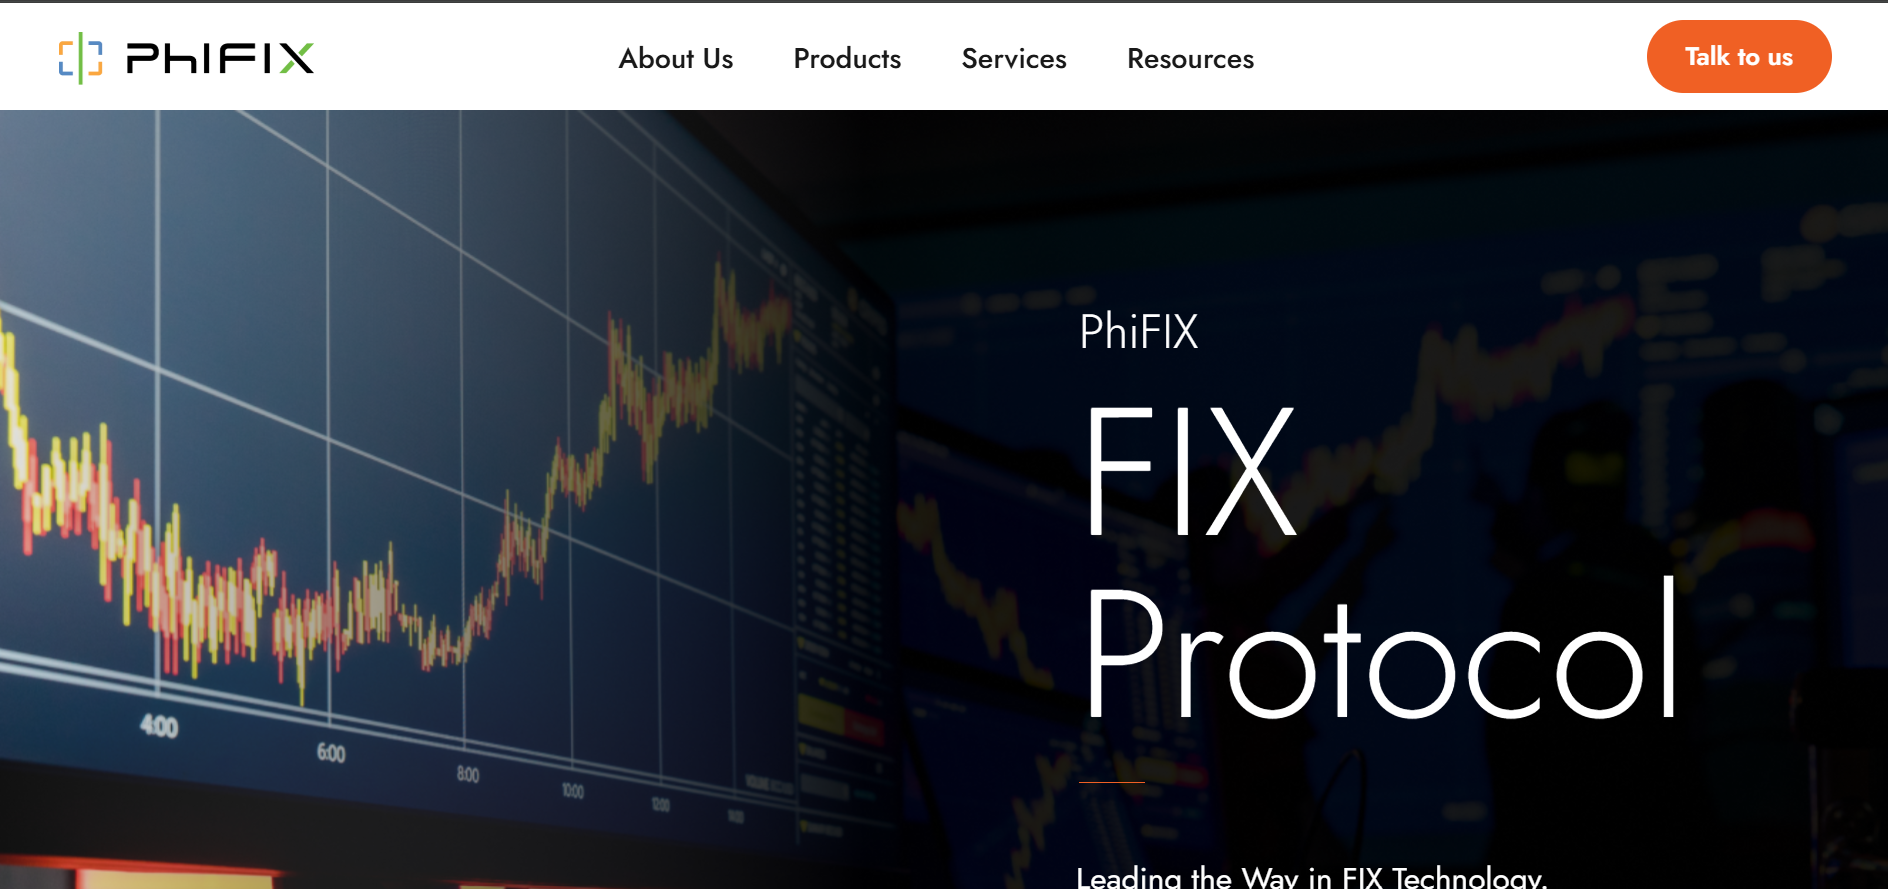 PHIFIX
About Us
Products
Services
Resources
Talk to us
PhiFIX
FIX
Protocol
Leading the Way in FIX Technology.
4:00
6:00
8:00
10:00
12:00